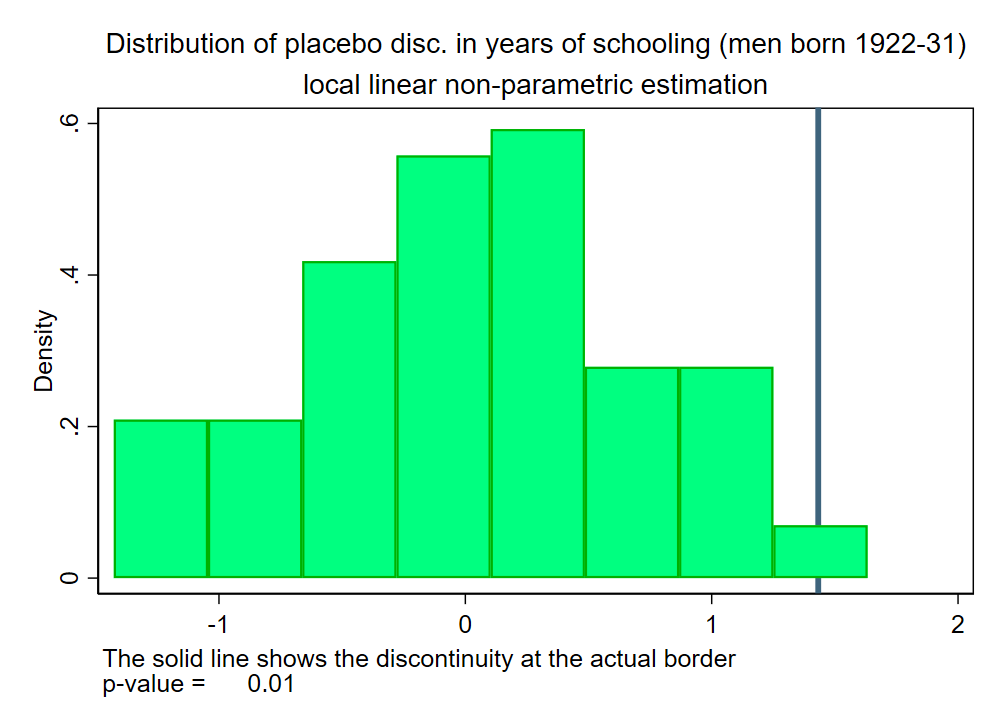 Distribution of placebo disc. in years of schooling (men born 1922-31)
local linear non-parametric estimation
Density
.6
.4
.2
0
-1 0 1 2
The solid line shows the discontinuity at the actual border
p-value = 0.01